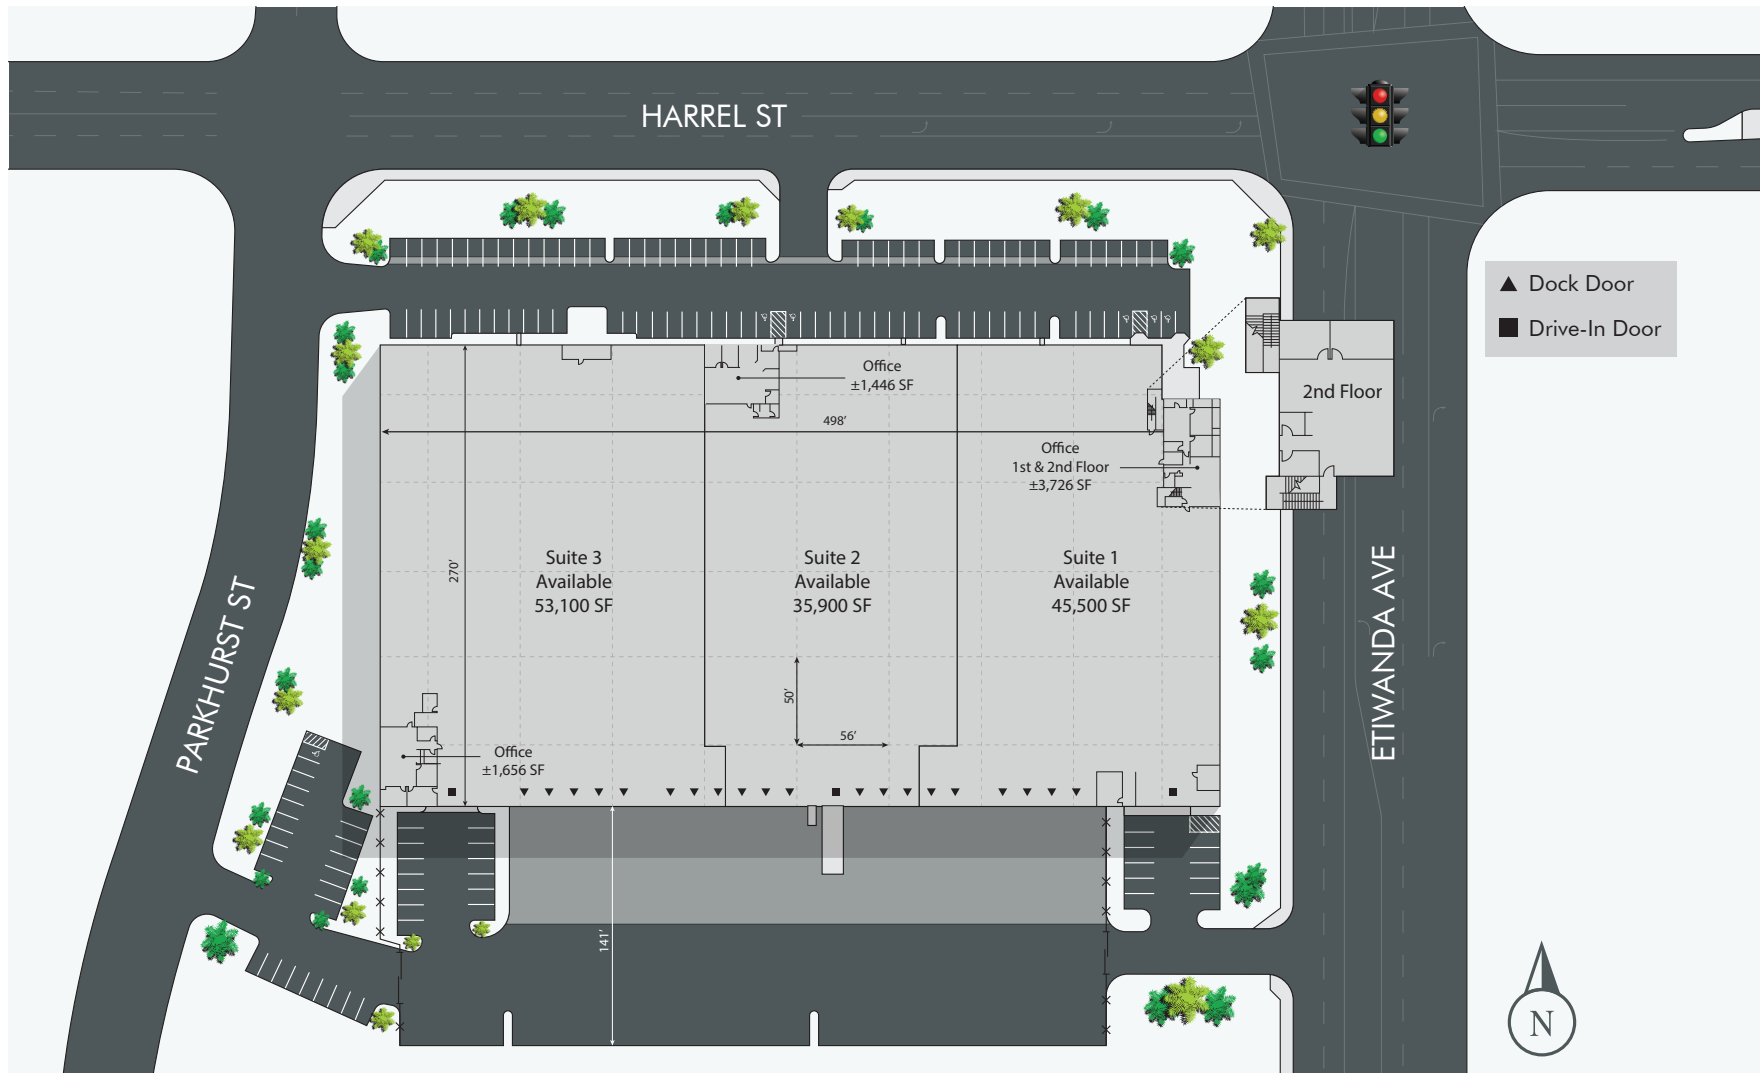 HARREL ST
Dock Door
Drive-In Door
Office
±1,446 SF
2nd Floor
498’
Office
1st & 2nd Floor
±3,726 SF
270’
Suite 3
Available
53,100 SF
Suite 2
Available
35,900 SF
Suite 1
Available
45,500 SF
PARKHURST ST
ETIWANDA AVE
50’
56’
Office
±1,656 SF
141’
N